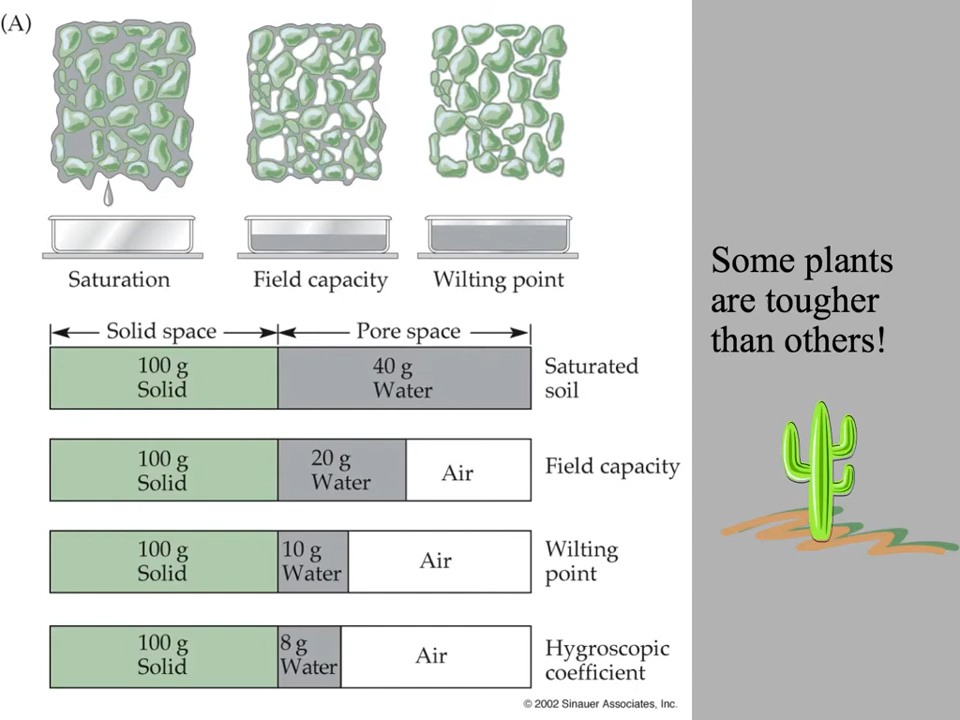 (A)
Saturation
Field capacity
Wilting point
Solid space
Pore space
100 g
Solid
40 g
Water
Saturated
soil
100 g
Solid
20 g
Water
Air
Field capacity
100 g
Solid
10 g
Water
Air
Wilting
point
100 g
Solid
8 g
Water
Air
Hygroscopic
coefficient
© 2002 Sinauer Associates, Inc.
Some plants
are tougher
than others!